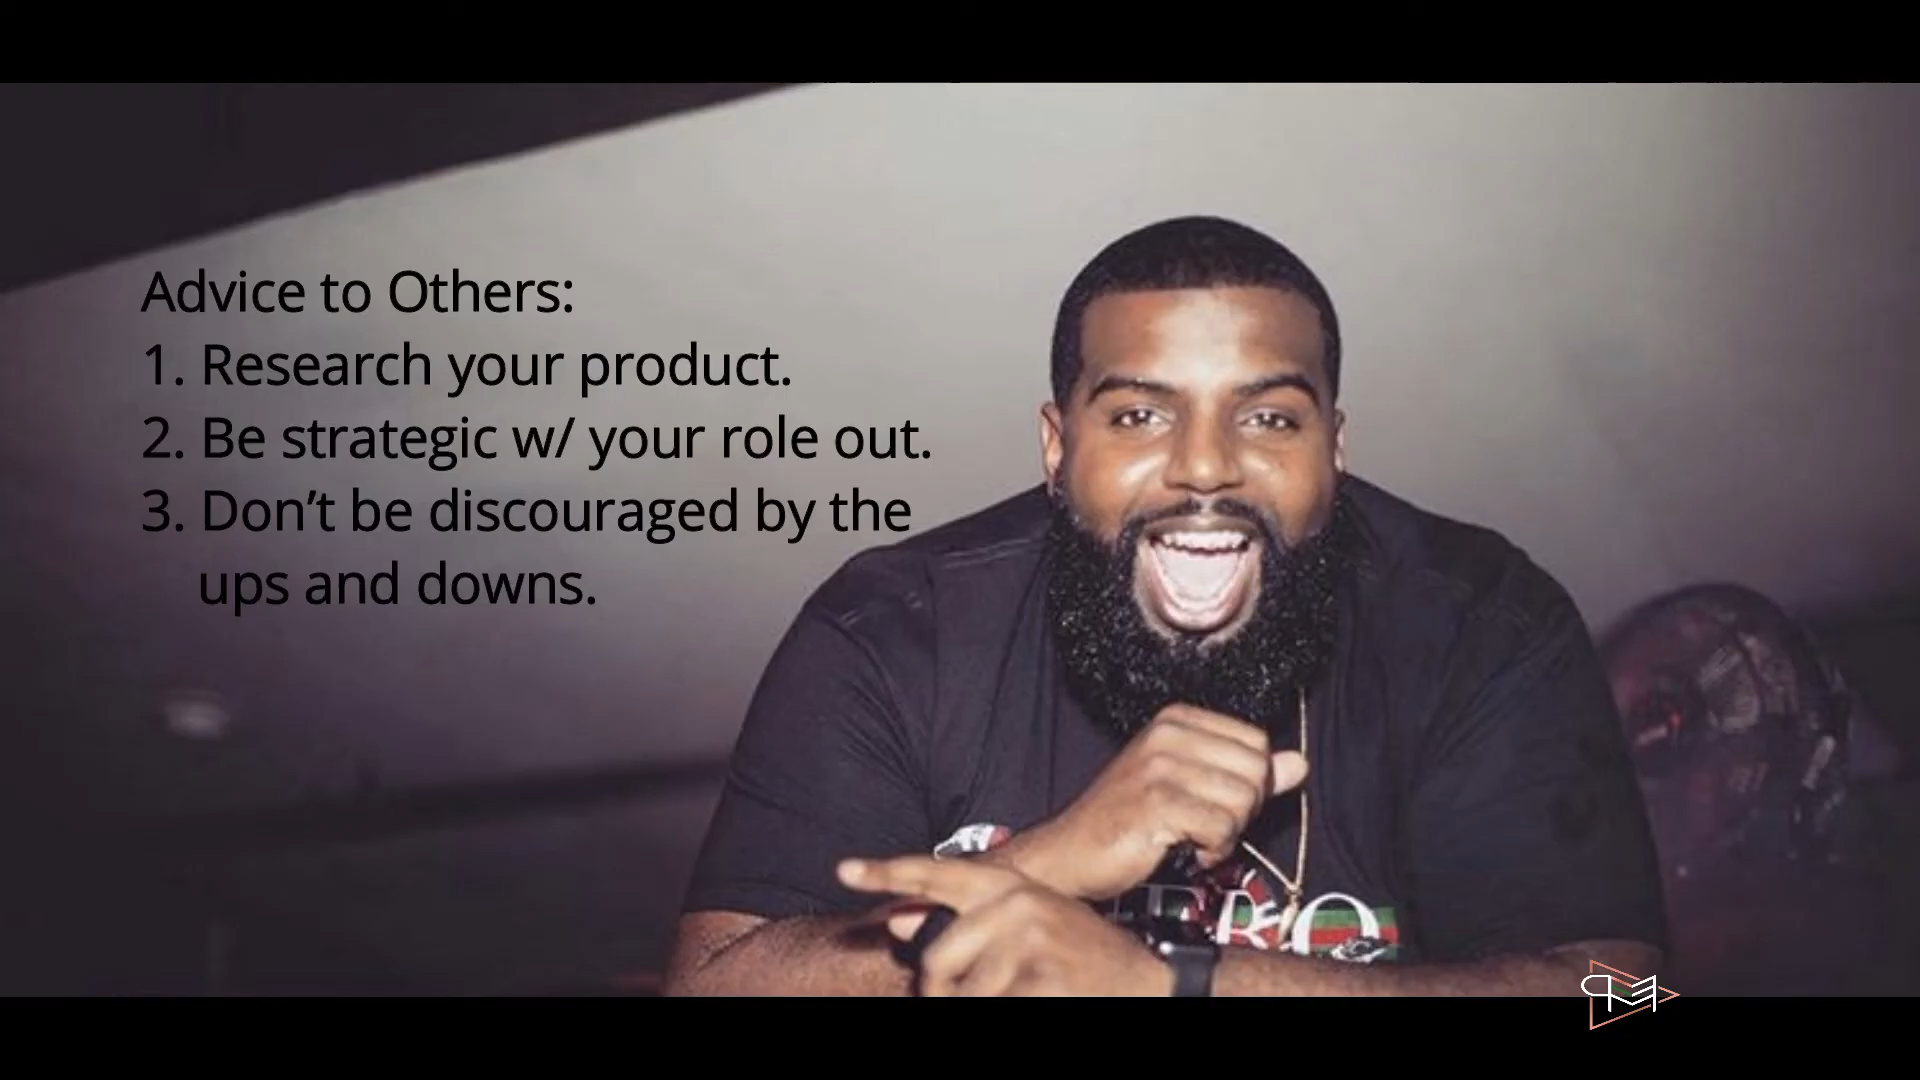 Advice to Others:
1. Research your product.
2. Be strategic w/ your role out.
3. Don’t be discouraged by the
ups and downs.